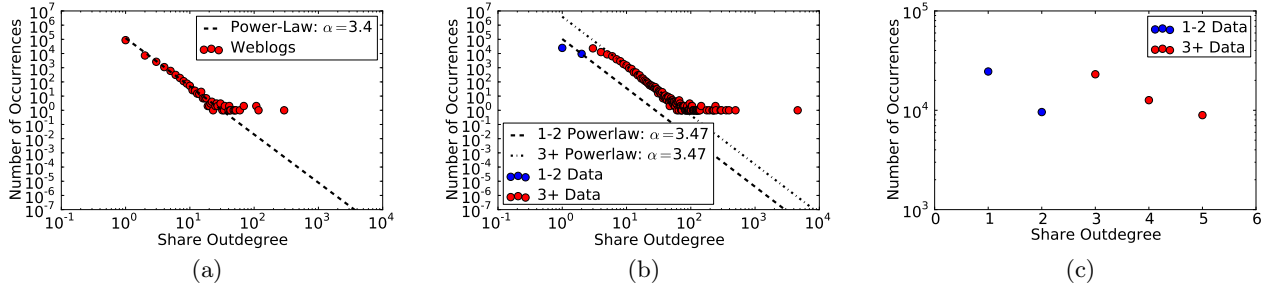 Number of Occurrences
10^7
10^6
10^5
10^4
10^3
10^2
10^1
10^0
10^-1
10^-2
10^-3
10^-4
10^-5
10^-6
10^-7
10^-1 10^0 10^1 10^2 10^3 10^4
Share Outdegree
Power-Law: α=3.4
Weblogs
(a)
Number of Occurrences
10^7
10^6
10^5
10^4
10^3
10^2
10^1
10^0
10^-1
10^-2
10^-3
10^-4
10^-5
10^-6
10^-7
10^-1 10^0 10^1 10^2 10^3 10^4
Share Outdegree
1-2 Powerlaw: α=3.47
3+ Powerlaw: α=3.47
1-2 Data
3+ Data
(b)
Number of Occurrences
10^5
10^4
10^3
0 1 2 3 4 5 6
Share Outdegree
1-2 Data
3+ Data
(c)